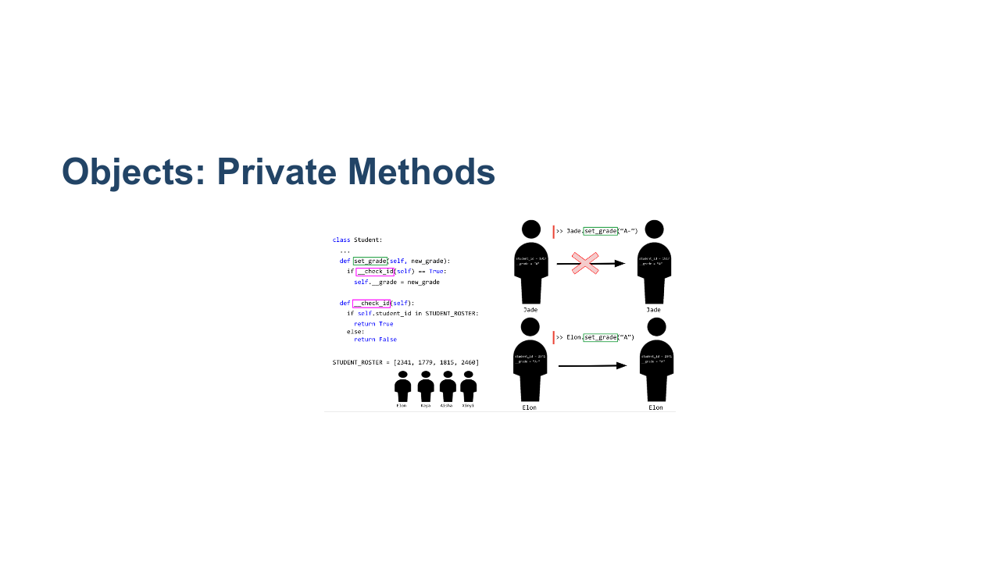 Objects: Private Methods
class Student:
...
def set_grade(self, new_grade):
if __check_id(self) == True:
self.__grade = new_grade
def __check_id(self):
if self.student_id in STUDENT_ROSTER:
return True
else:
return False
STUDENT_ROSTER = [2341, 1779, 1815, 2460]
Elon Kaya Aisha Xinyi
>> Jade.set_grade("A-")
student_id = 1917
__grade = "A"
student_id = 1917
__grade = "A"
Jade
Jade
>> Elon.set_grade("A")
student_id = 2341
__grade = "A-"
student_id = 2341
__grade = "A"
Elon
Elon